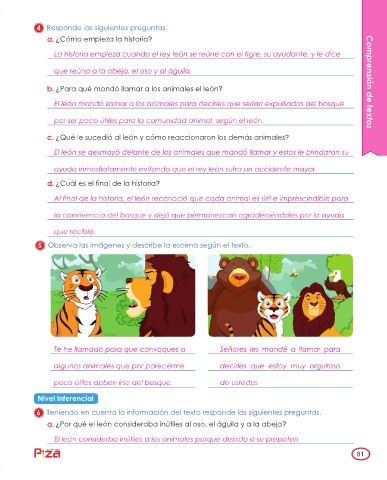 4 Responde las siguientes preguntas.
a. ¿Cómo empieza la historia?
La historia empieza cuando el rey león se reúne con el tigre, su ayudante, y le dice
que reúna a la abeja, el oso y al águila.
b. ¿Para qué mandó llamar a los animales el león?
El león mandó llamar a los animales para decirles que serían expulsados del bosque
por ser poco útiles para la comunidad animal, según el león.
c. ¿Qué le sucedió al león y cómo reaccionaron los demás animales?
El león se desmayó delante de los animales que mandó llamar y estos le brindaron su
ayuda inmediatamente evitando que el rey león sufra un accidente mayor.
d. ¿Cuál es el final de la historia?
Al final de la historia, el león reconoció que cada animal es útil e imprescindible para
la convivencia del bosque y dejó que permanezcan agradeciéndoles por la ayuda
que recibió.
5 Observa las imágenes y describe la escena según el texto.
Te he llamado para que convoques a
algunos animales que por parecerme
poco útiles deben irse del bosque.
Señores les mandé a llamar para
decirles que estoy muy orgulloso
de ustedes
Nivel Inferencial
6 Teniendo en cuenta la información del texto responde las siguientes preguntas.
a. ¿Por qué el león consideraba inútiles al oso, el águila y a la abeja?
El león considerba inútiles a los animales porque debido a su prepoten
Comprensión de textos
Piza
81